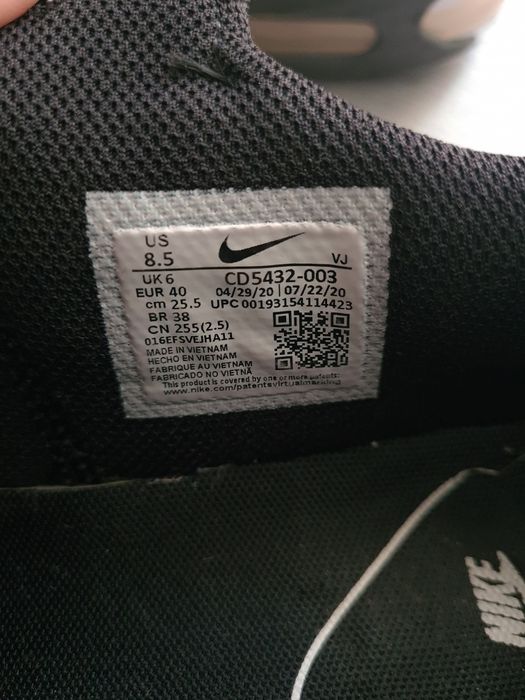 US
8.5
VJ
UK 6
CD5432-003
EUR 40
04/29/20 | 07/22/20
cm 25.5
UPC 00193154114423
BR 38
CN 255(2.5)
016EFSVEJHA11
MADE IN VIETNAM
HECHO EN VIETNAM
FABRIQUE AU VIETNAM
FABRICADO NO VIETNÃ
This product is covered by one or more patents:
www.nike.com/patentsvirtualmarking
NIKE